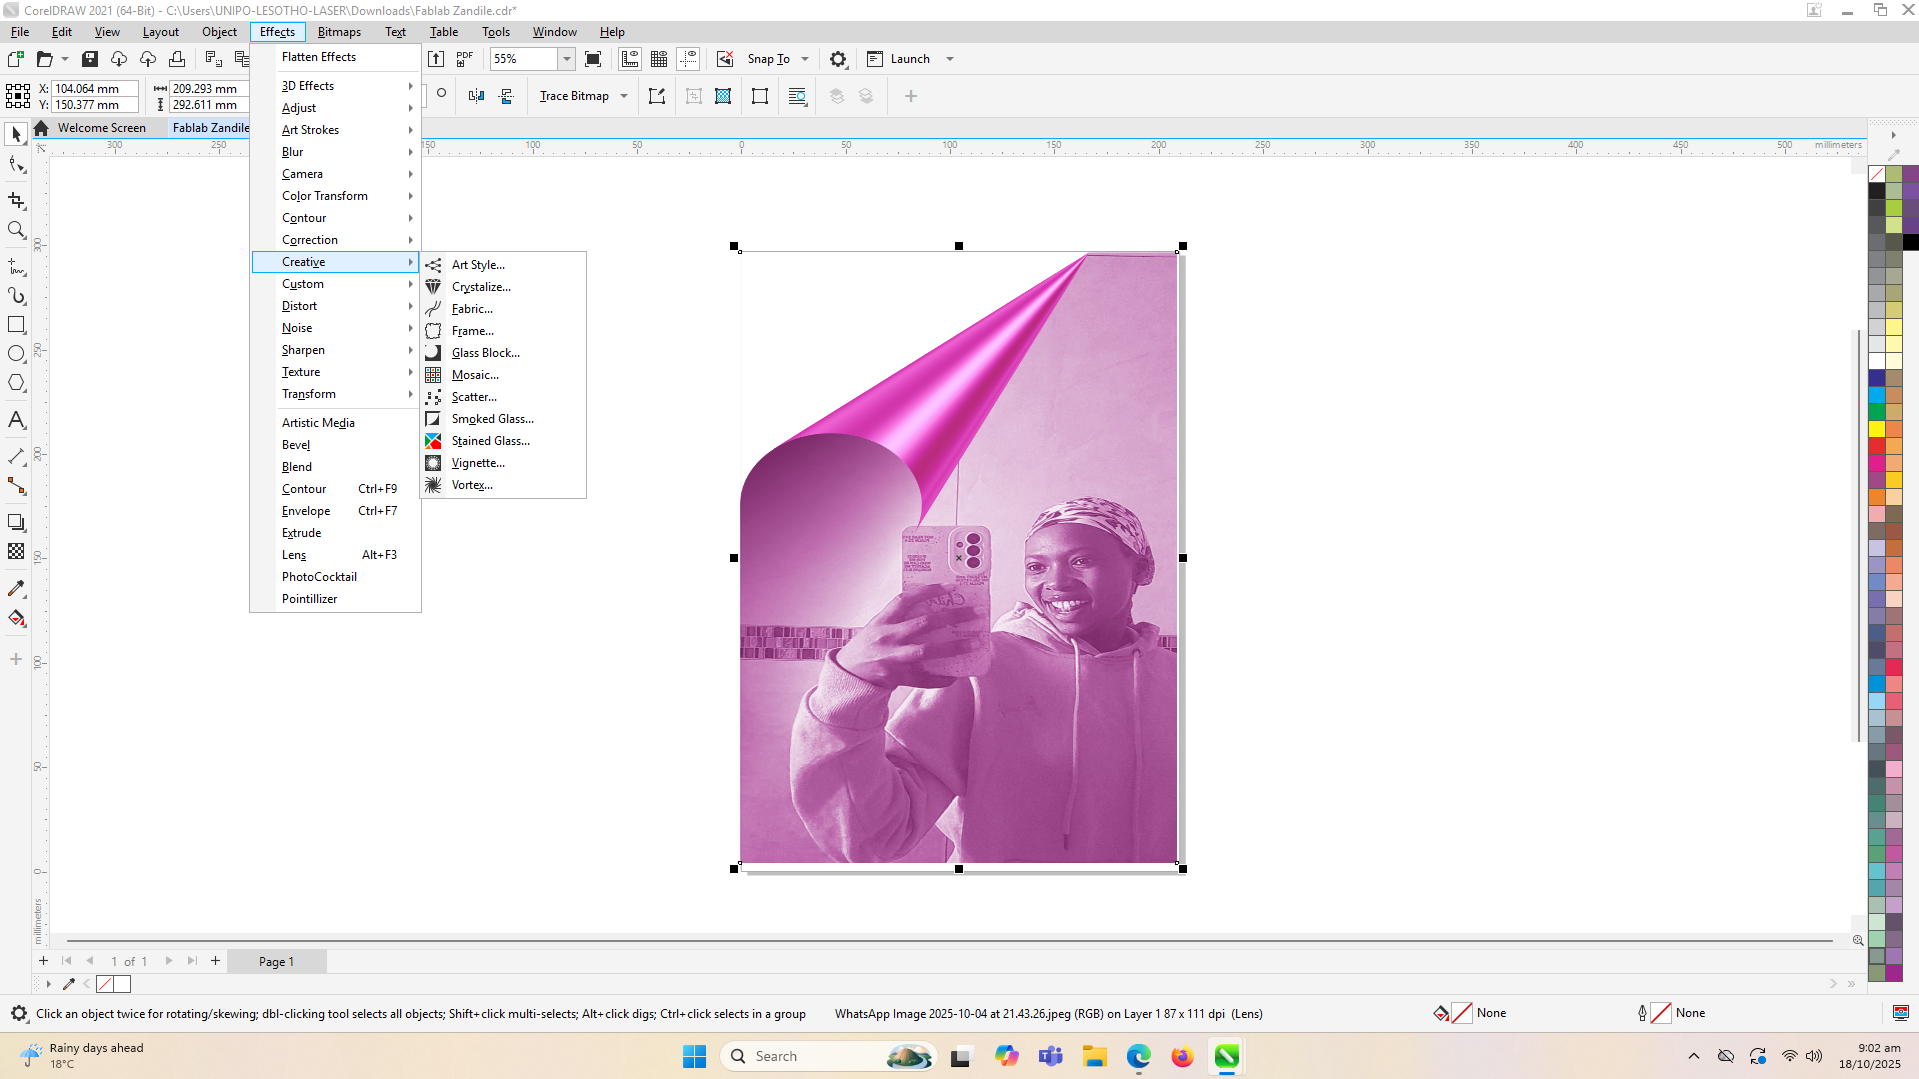 CorelDRAW 2021 (64-Bit) - C:\Users\UNIPO-LESOTHO-LASER\Downloads\Fablab Zandile.cdr*
File Edit View Layout Object Effects Bitmaps Text Table Tools Window Help
PDF 55% Snap To Launch
X: 104.064 mm 209.293 mm
Y: 150.377 mm 292.611 mm
Trace Bitmap
Welcome Screen Fablab Zandile
300 250 150 100 50 0 50 100 150 200 250 300 350 400 450 500 millimeters
Flatten Effects
3D Effects
Adjust
Art Strokes
Blur
Camera
Color Transform
Contour
Correction
Creative
Custom
Distort
Noise
Sharpen
Texture
Transform
Artistic Media
Bevel
Blend
Contour Ctrl+F9
Envelope Ctrl+F7
Extrude
Lens Alt+F3
PhotoCocktail
Pointillizer
Art Style...
Crystalize...
Fabric...
Frame...
Glass Block...
Mosaic...
Scatter...
Smoked Glass...
Stained Glass...
Vignette...
Vortex...
300
250
200
150
100
50
0
millimeters
1 of 1 Page 1
Click an object twice for rotating/skewing; dbl-clicking tool selects all objects; Shift+click multi-selects; Alt+click digs; Ctrl+click selects in a group WhatsApp Image 2025-10-04 at 21.43.26.jpeg (RGB) on Layer 1 87 x 111 dpi (Lens) None None
Rainy days ahead
18°C
Search
9:02 am
18/10/2025